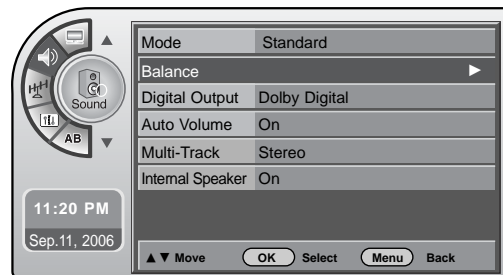 Sound
AB
11:20 PM
Sep.11, 2006
Mode Standard
Balance
Digital Output Dolby Digital
Auto Volume On
Multi-Track Stereo
Internal Speaker On
▲▼ Move OK Select Menu Back